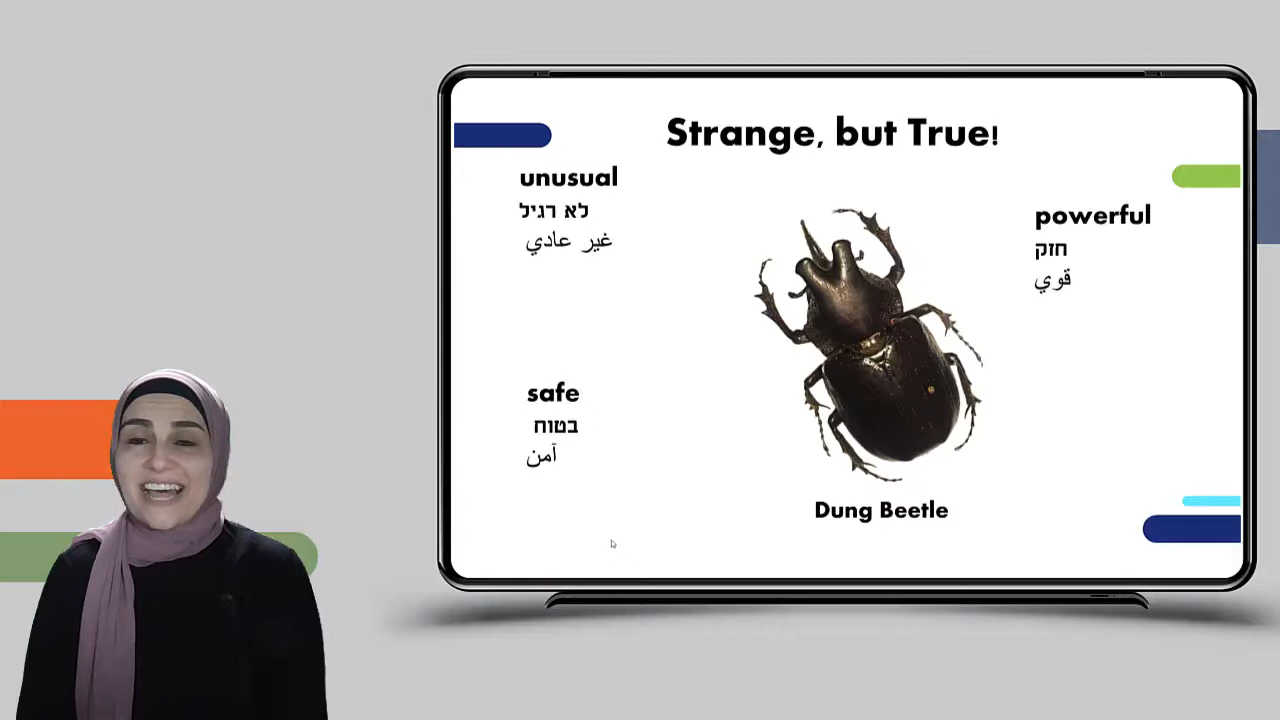 Strange, but True!
unusual
לא רגיל
غير عادي
powerful
חזק
قوي
safe
בטוח
آمن
Dung Beetle